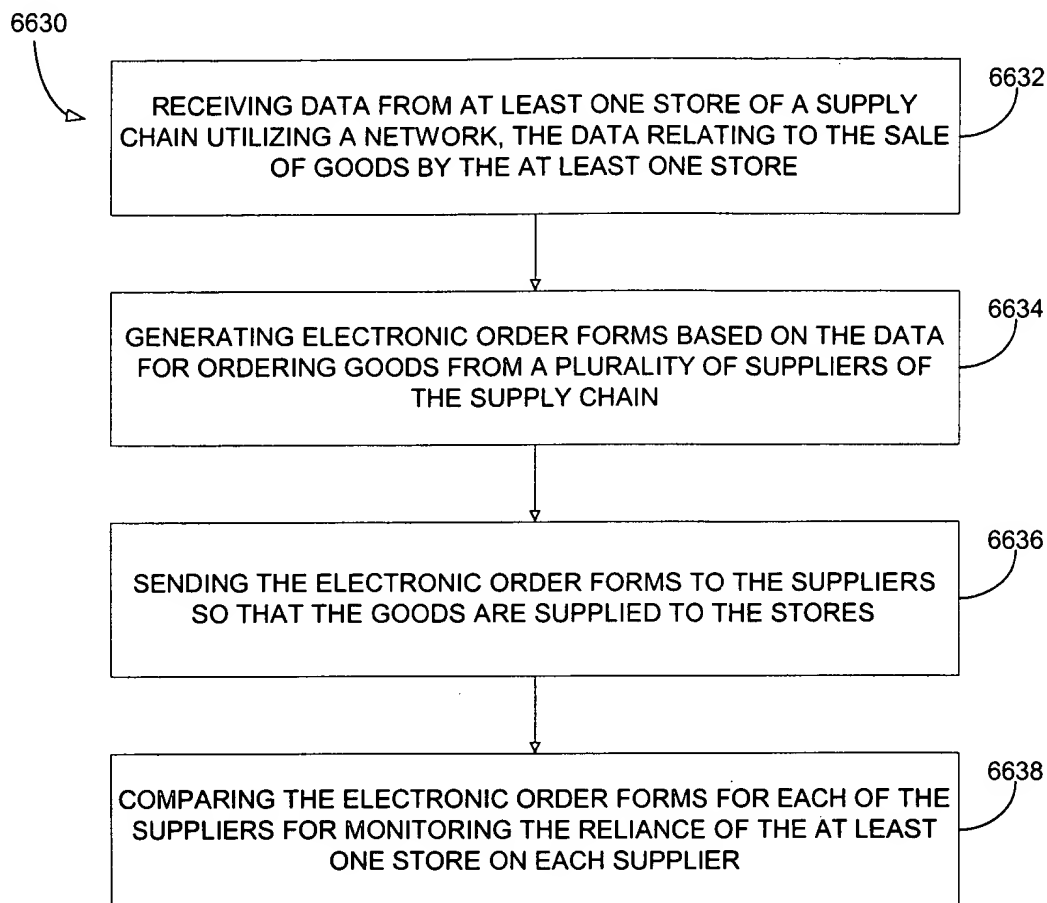 6630
6632
RECEIVING DATA FROM AT LEAST ONE STORE OF A SUPPLY
CHAIN UTILIZING A NETWORK, THE DATA RELATING TO THE SALE
OF GOODS BY THE AT LEAST ONE STORE
6634
GENERATING ELECTRONIC ORDER FORMS BASED ON THE DATA
FOR ORDERING GOODS FROM A PLURALITY OF SUPPLIERS OF
THE SUPPLY CHAIN
6636
SENDING THE ELECTRONIC ORDER FORMS TO THE SUPPLIERS
SO THAT THE GOODS ARE SUPPLIED TO THE STORES
6638
COMPARING THE ELECTRONIC ORDER FORMS FOR EACH OF THE
SUPPLIERS FOR MONITORING THE RELIANCE OF THE AT LEAST
ONE STORE ON EACH SUPPLIER